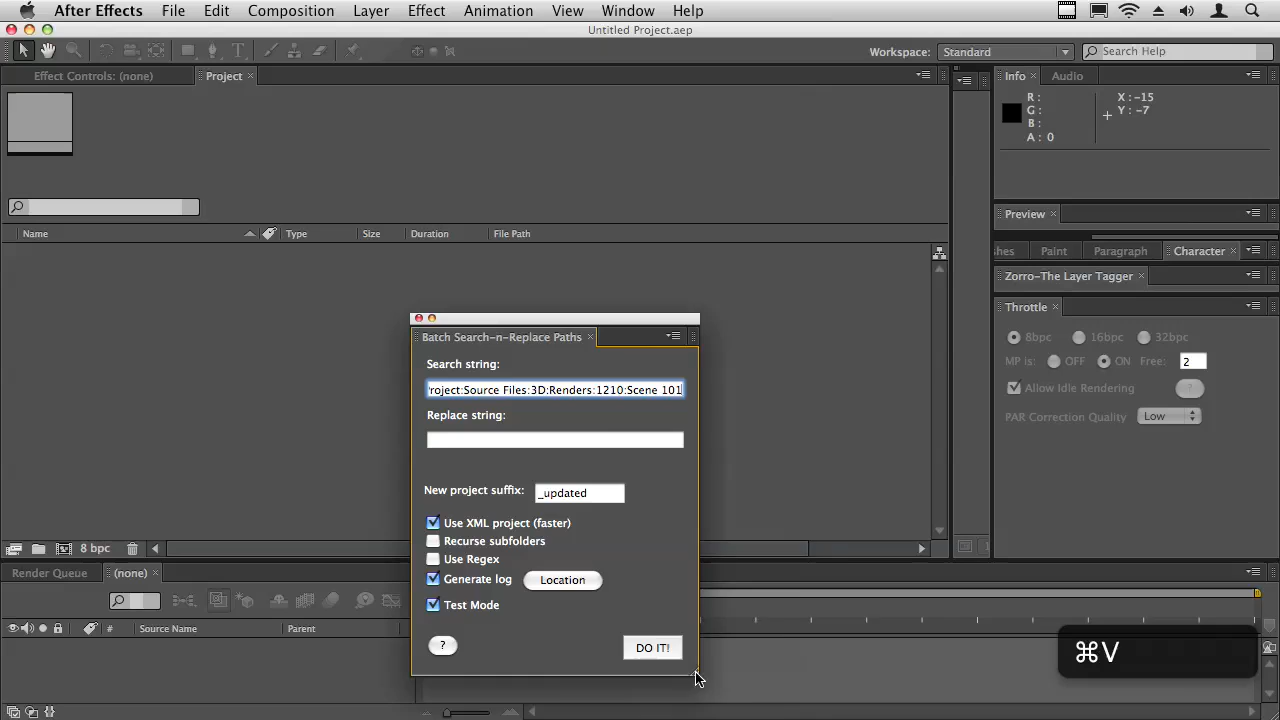 After Effects File Edit Composition Layer Effect Animation View Window Help
Untitled Project.aep
Workspace: Standard Search Help
Effect Controls: (none) Project Info Audio
R : X : -15
G : Y : -7
B :
A : 0
Preview
Name Type Size Duration File Path
shes Paint Paragraph Character
Zorro-The Layer Tagger
Throttle
8bpc 16bpc 32bpc
MP is: OFF ON Free: 2
Allow Idle Rendering ?
PAR Correction Quality Low
Batch Search-n-Replace Paths
Search string:
roject:Source Files:3D:Renders:1210:Scene 101
Replace string:
New project suffix: _updated
Use XML project (faster)
Recurse subfolders
Use Regex
Generate log Location
Test Mode
? DO IT!
8 bpc
Render Queue (none)
# Source Name Parent
⌘V